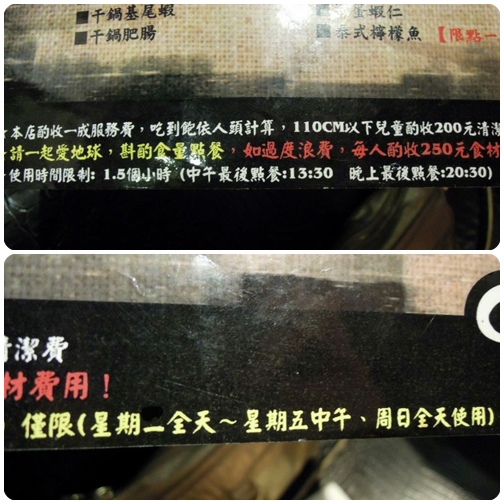 ■干鍋基尾蝦
蛋蝦仁
■干鍋肥腸
■泰式檸檬魚【限點一
★本店酌收一成服務費，吃到飽依人頭計算，110CM以下兒童酌收200元清潔
請一起愛地球，斟酌食量點餐，如過度浪費，每人酌收250元食材
使用時間限制: 1.5個小時 (中午最後點餐:13:30 晚上最後點餐:20:30)
清潔費
材費用！
僅限(星期二全天～星期五中午、周日全天使用)